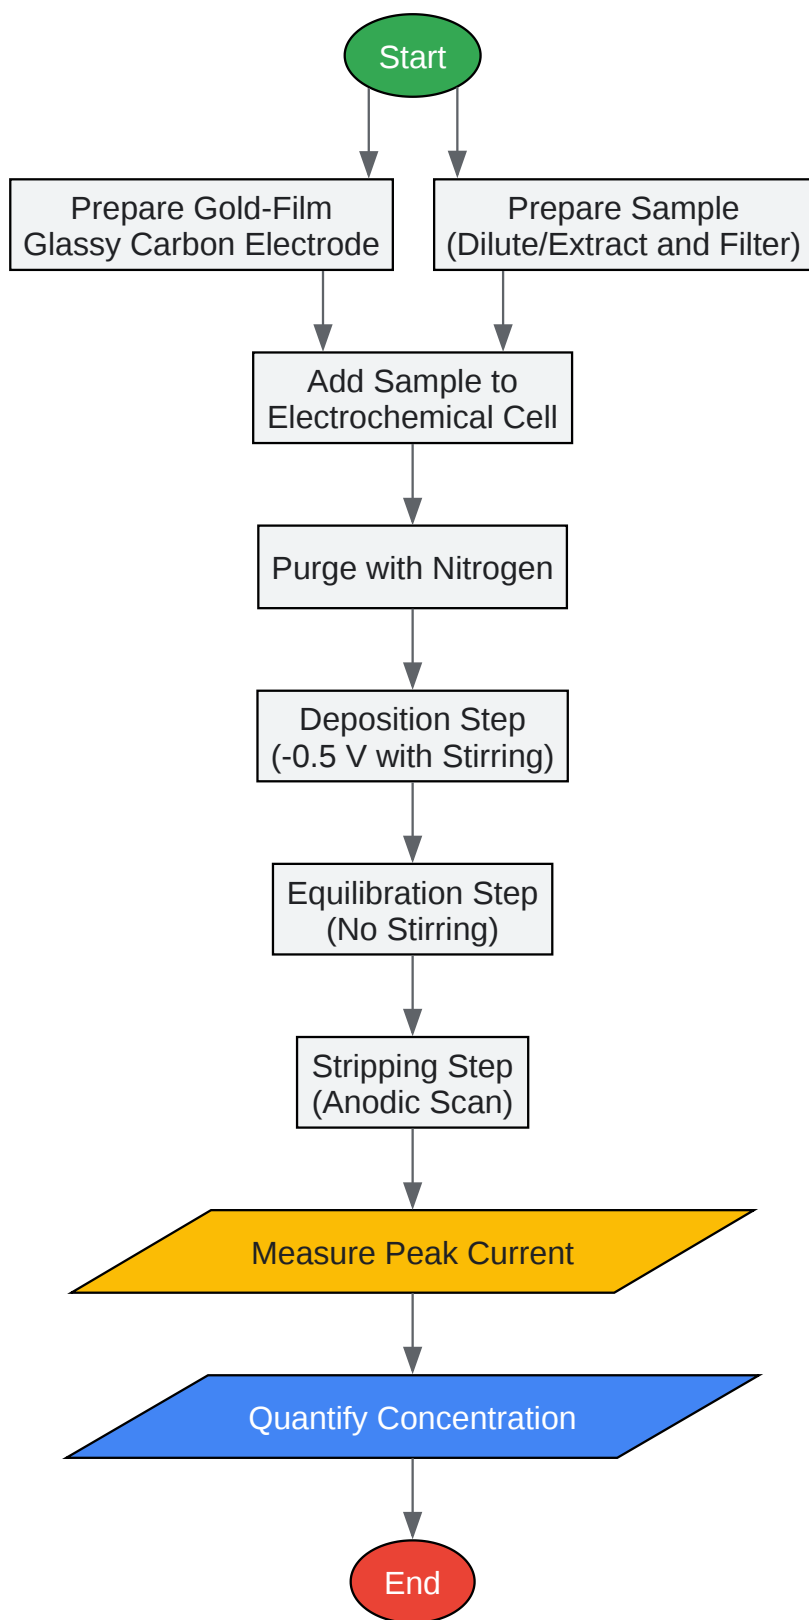 Start
Prepare Gold-Film
Glassy Carbon Electrode
Prepare Sample
(Dilute/Extract and Filter)
Add Sample to
Electrochemical Cell
Purge with Nitrogen
Deposition Step
(-0.5 V with Stirring)
Equilibration Step
(No Stirring)
Stripping Step
(Anodic Scan)
Measure Peak Current
Quantify Concentration
End